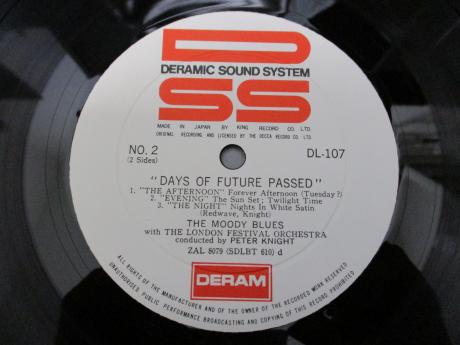 DSS
DERAMIC SOUND SYSTEM
MADE IN JAPAN BY KING RECORD CO. LTD.
ORIGINAL RECORDING AND LICENSED BY THE DECCA RECORD CO. LTD.
NO. 2
(2 Sides)
DL-107
"DAYS OF FUTURE PASSED"
1. "THE AFTERNOON" Forever Afternoon (Tuesday?)
2. "EVENING" The Sun Set; Twilight Time
3. "THE NIGHT" Nights In White Satin
(Redwave, Knight)
THE MOODY BLUES
with THE LONDON FESTIVAL ORCHESTRA
conducted by PETER KNIGHT
ZAL 8079 (SDLBT 610) d
DERAM
ALL RIGHTS OF THE MANUFACTURER AND OF THE OWNER OF THE RECORDED WORK RESERVED
UNAUTHORISED PUBLIC PERFORMANCE BROADCASTING AND COPYING OF THIS RECORD PROHIBITED